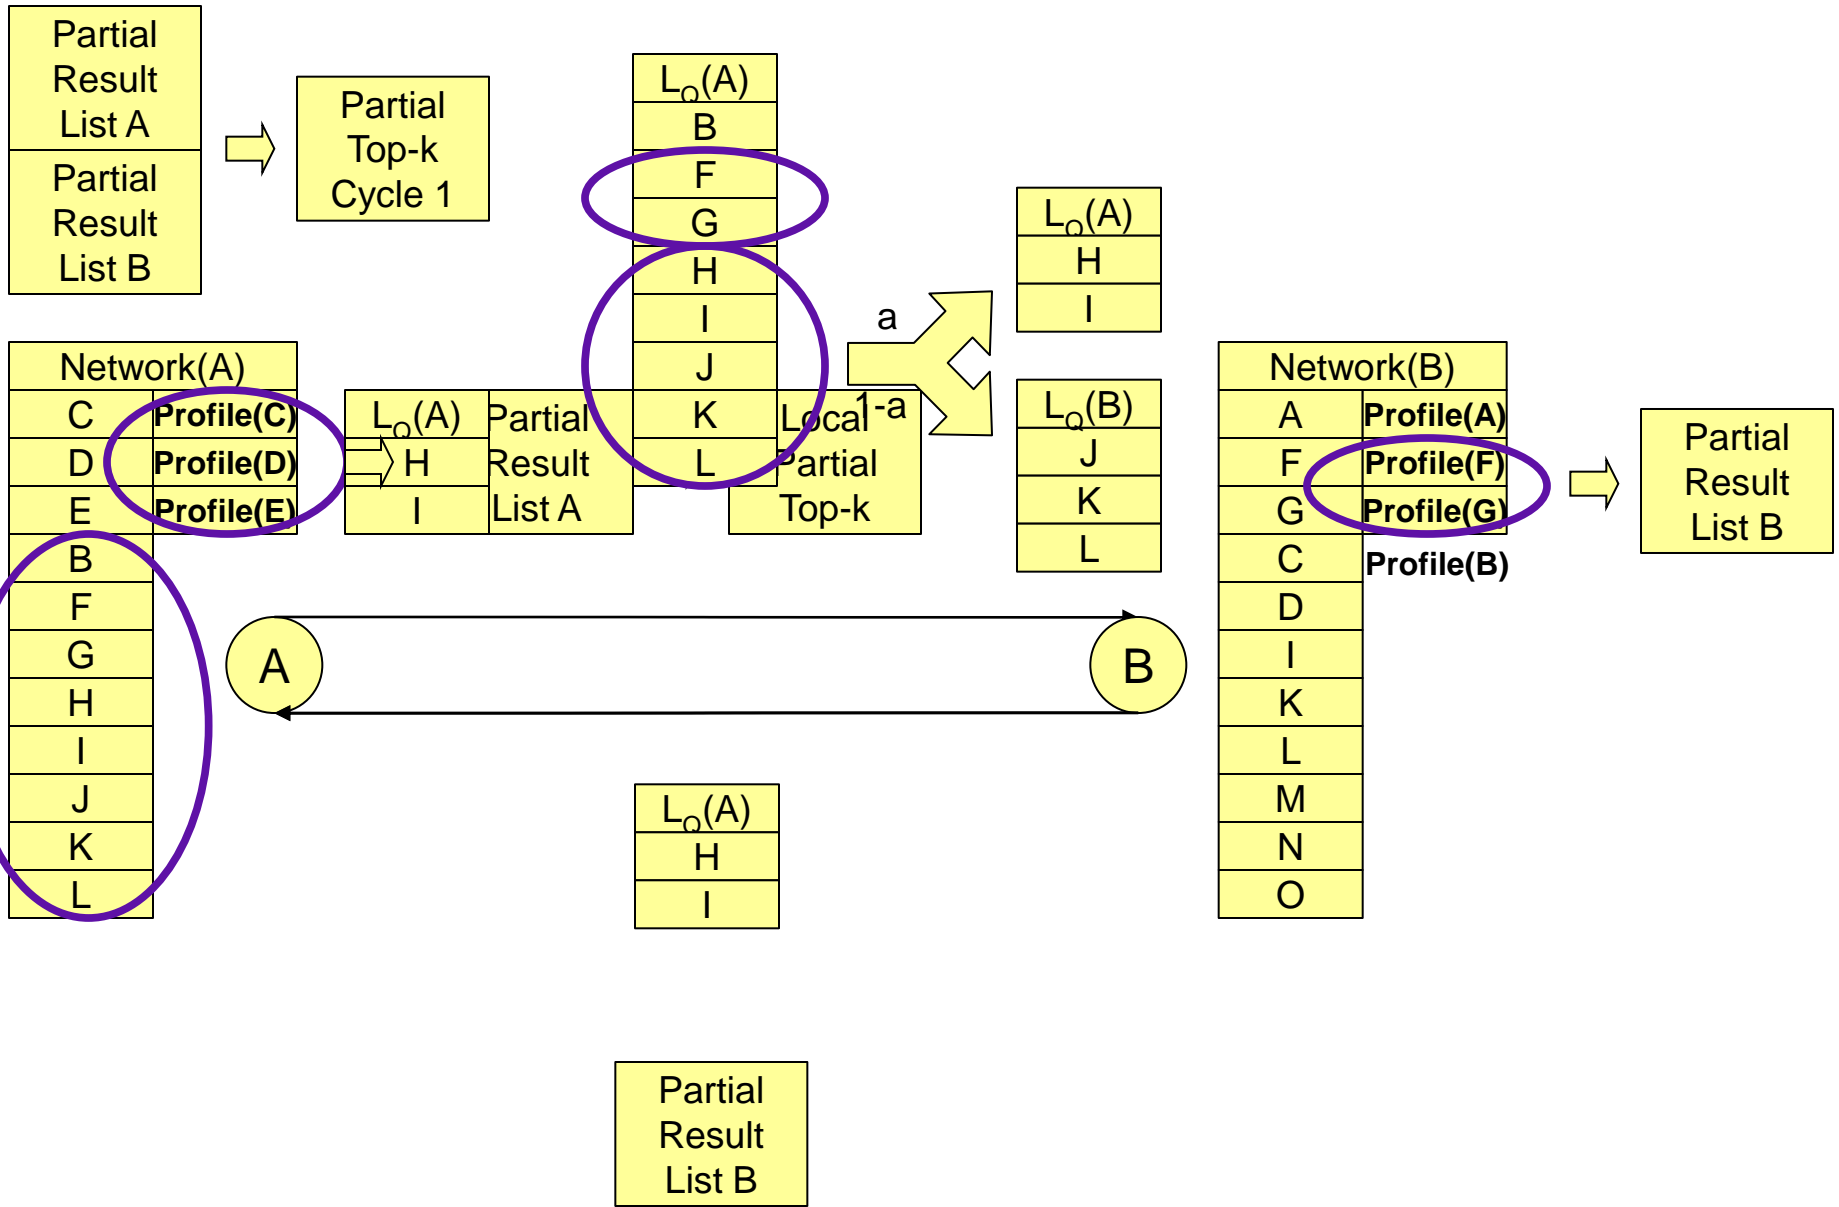 Partial
Result
List A
Partial
Result
List B
Partial
Top-k
Cycle 1
LQ(A)
B
F
G
H
I
J
K
L
a
1-a
LQ(A)
H
I
LQ(B)
J
K
L
Network(A)
C Profile(C)
D Profile(D)
E Profile(E)
B
F
G
H
I
J
K
L
LQ(A)
H
I
Partial
Result
List A
Local
Partial
Top-k
Network(B)
A Profile(A)
F Profile(F)
G Profile(G)
C Profile(B)
D
I
K
L
M
N
O
Partial
Result
List B
A
B
LQ(A)
H
I
Partial
Result
List B